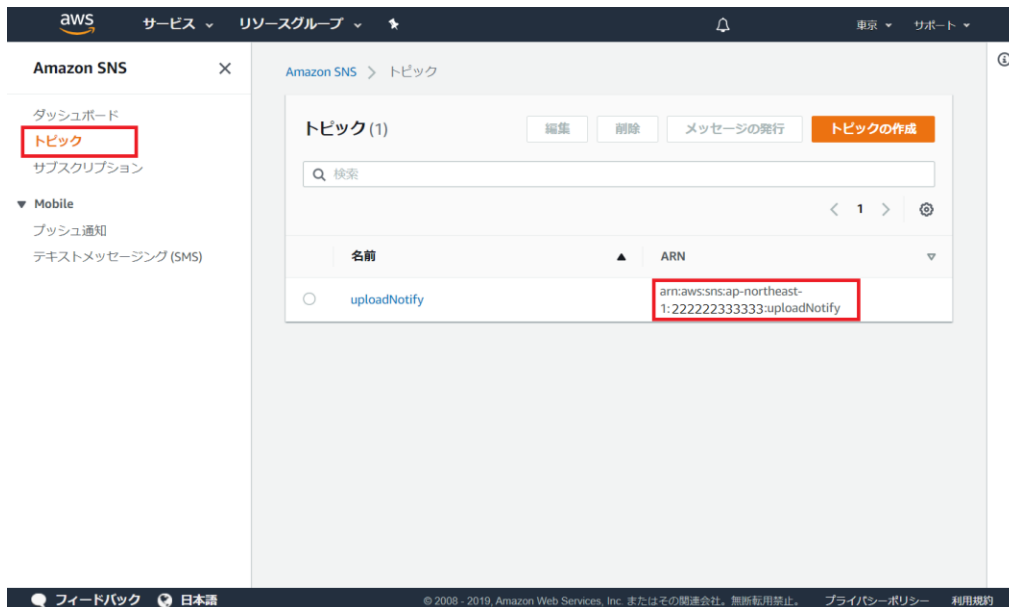 aws サービス リソースグループ 東京 サポート
Amazon SNS
ダッシュボード
トピック
サブスクリプション
Mobile
プッシュ通知
テキストメッセージング (SMS)
Amazon SNS > トピック
トピック (1)
編集 削除 メッセージの発行 トピックの作成
検索
< 1 >
名前 ARN
uploadNotify
arn:aws:sns:ap-northeast-
1:222222333333:uploadNotify
フィードバック 日本語 © 2008 - 2019, Amazon Web Services, Inc. またはその関連会社。無断転用禁止。 プライバシーポリシー 利用規約